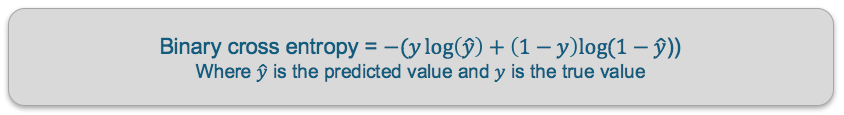 Binary cross entropy = −(y log(ŷ) + (1 − y)log(1 − ŷ))
Where ŷ is the predicted value and y is the true value